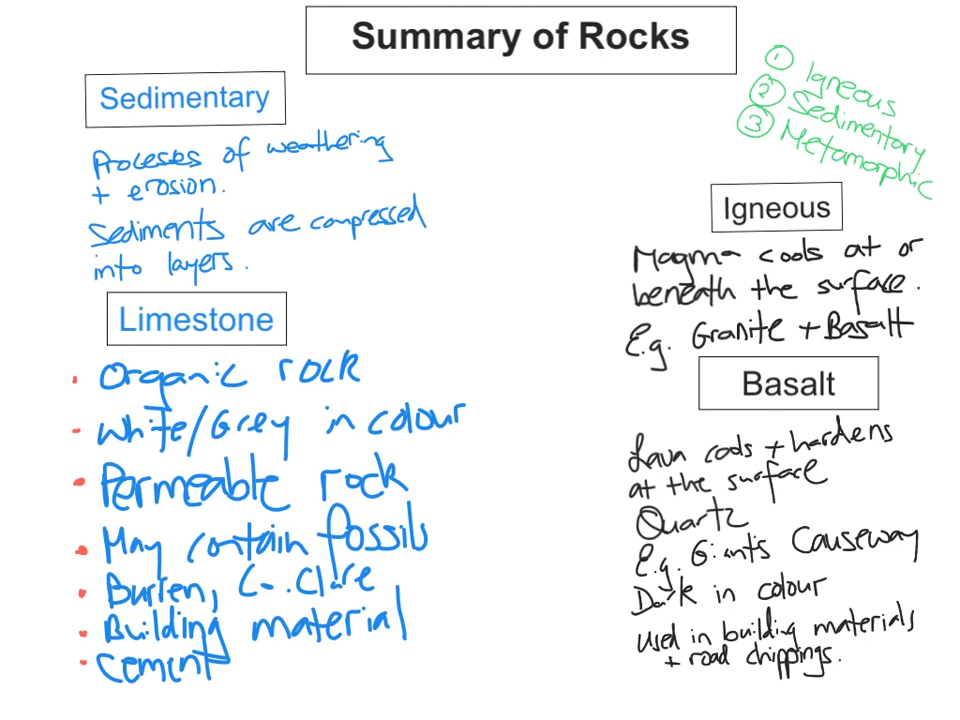 Summary of Rocks
① Igneous
② Sedimentary
③ Metamorphic
Sedimentary
Proceses of weathering
+ erosion.
Sediments are compressed
into layers.
Limestone
• Organic rock
• White/Grey in colour
• Permeable rock
• May contain fossils
• Burren, Co. Clare
• Building material
• Cement
Igneous
Magma cools at or
beneath the surface.
E.g. Granite + Basalt
Basalt
Lava cools + hardens
at the surface
Quartz
E.g. Giant's Causeway
Dark in colour
Used in building materials
+ road chippings.